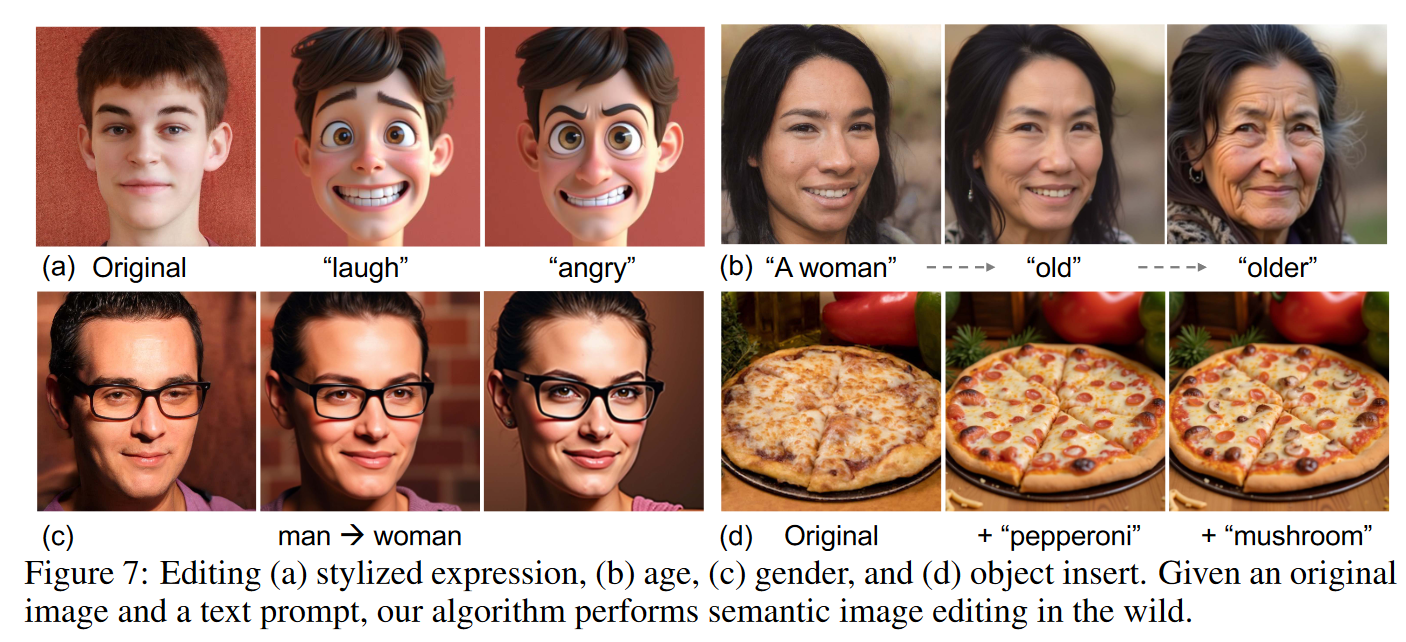 (a) Original “laugh” “angry” (b) “A woman” “old” “older”
(c) man → woman (d) Original + “pepperoni” + “mushroom”
Figure 7: Editing (a) stylized expression, (b) age, (c) gender, and (d) object insert. Given an original
image and a text prompt, our algorithm performs semantic image editing in the wild.